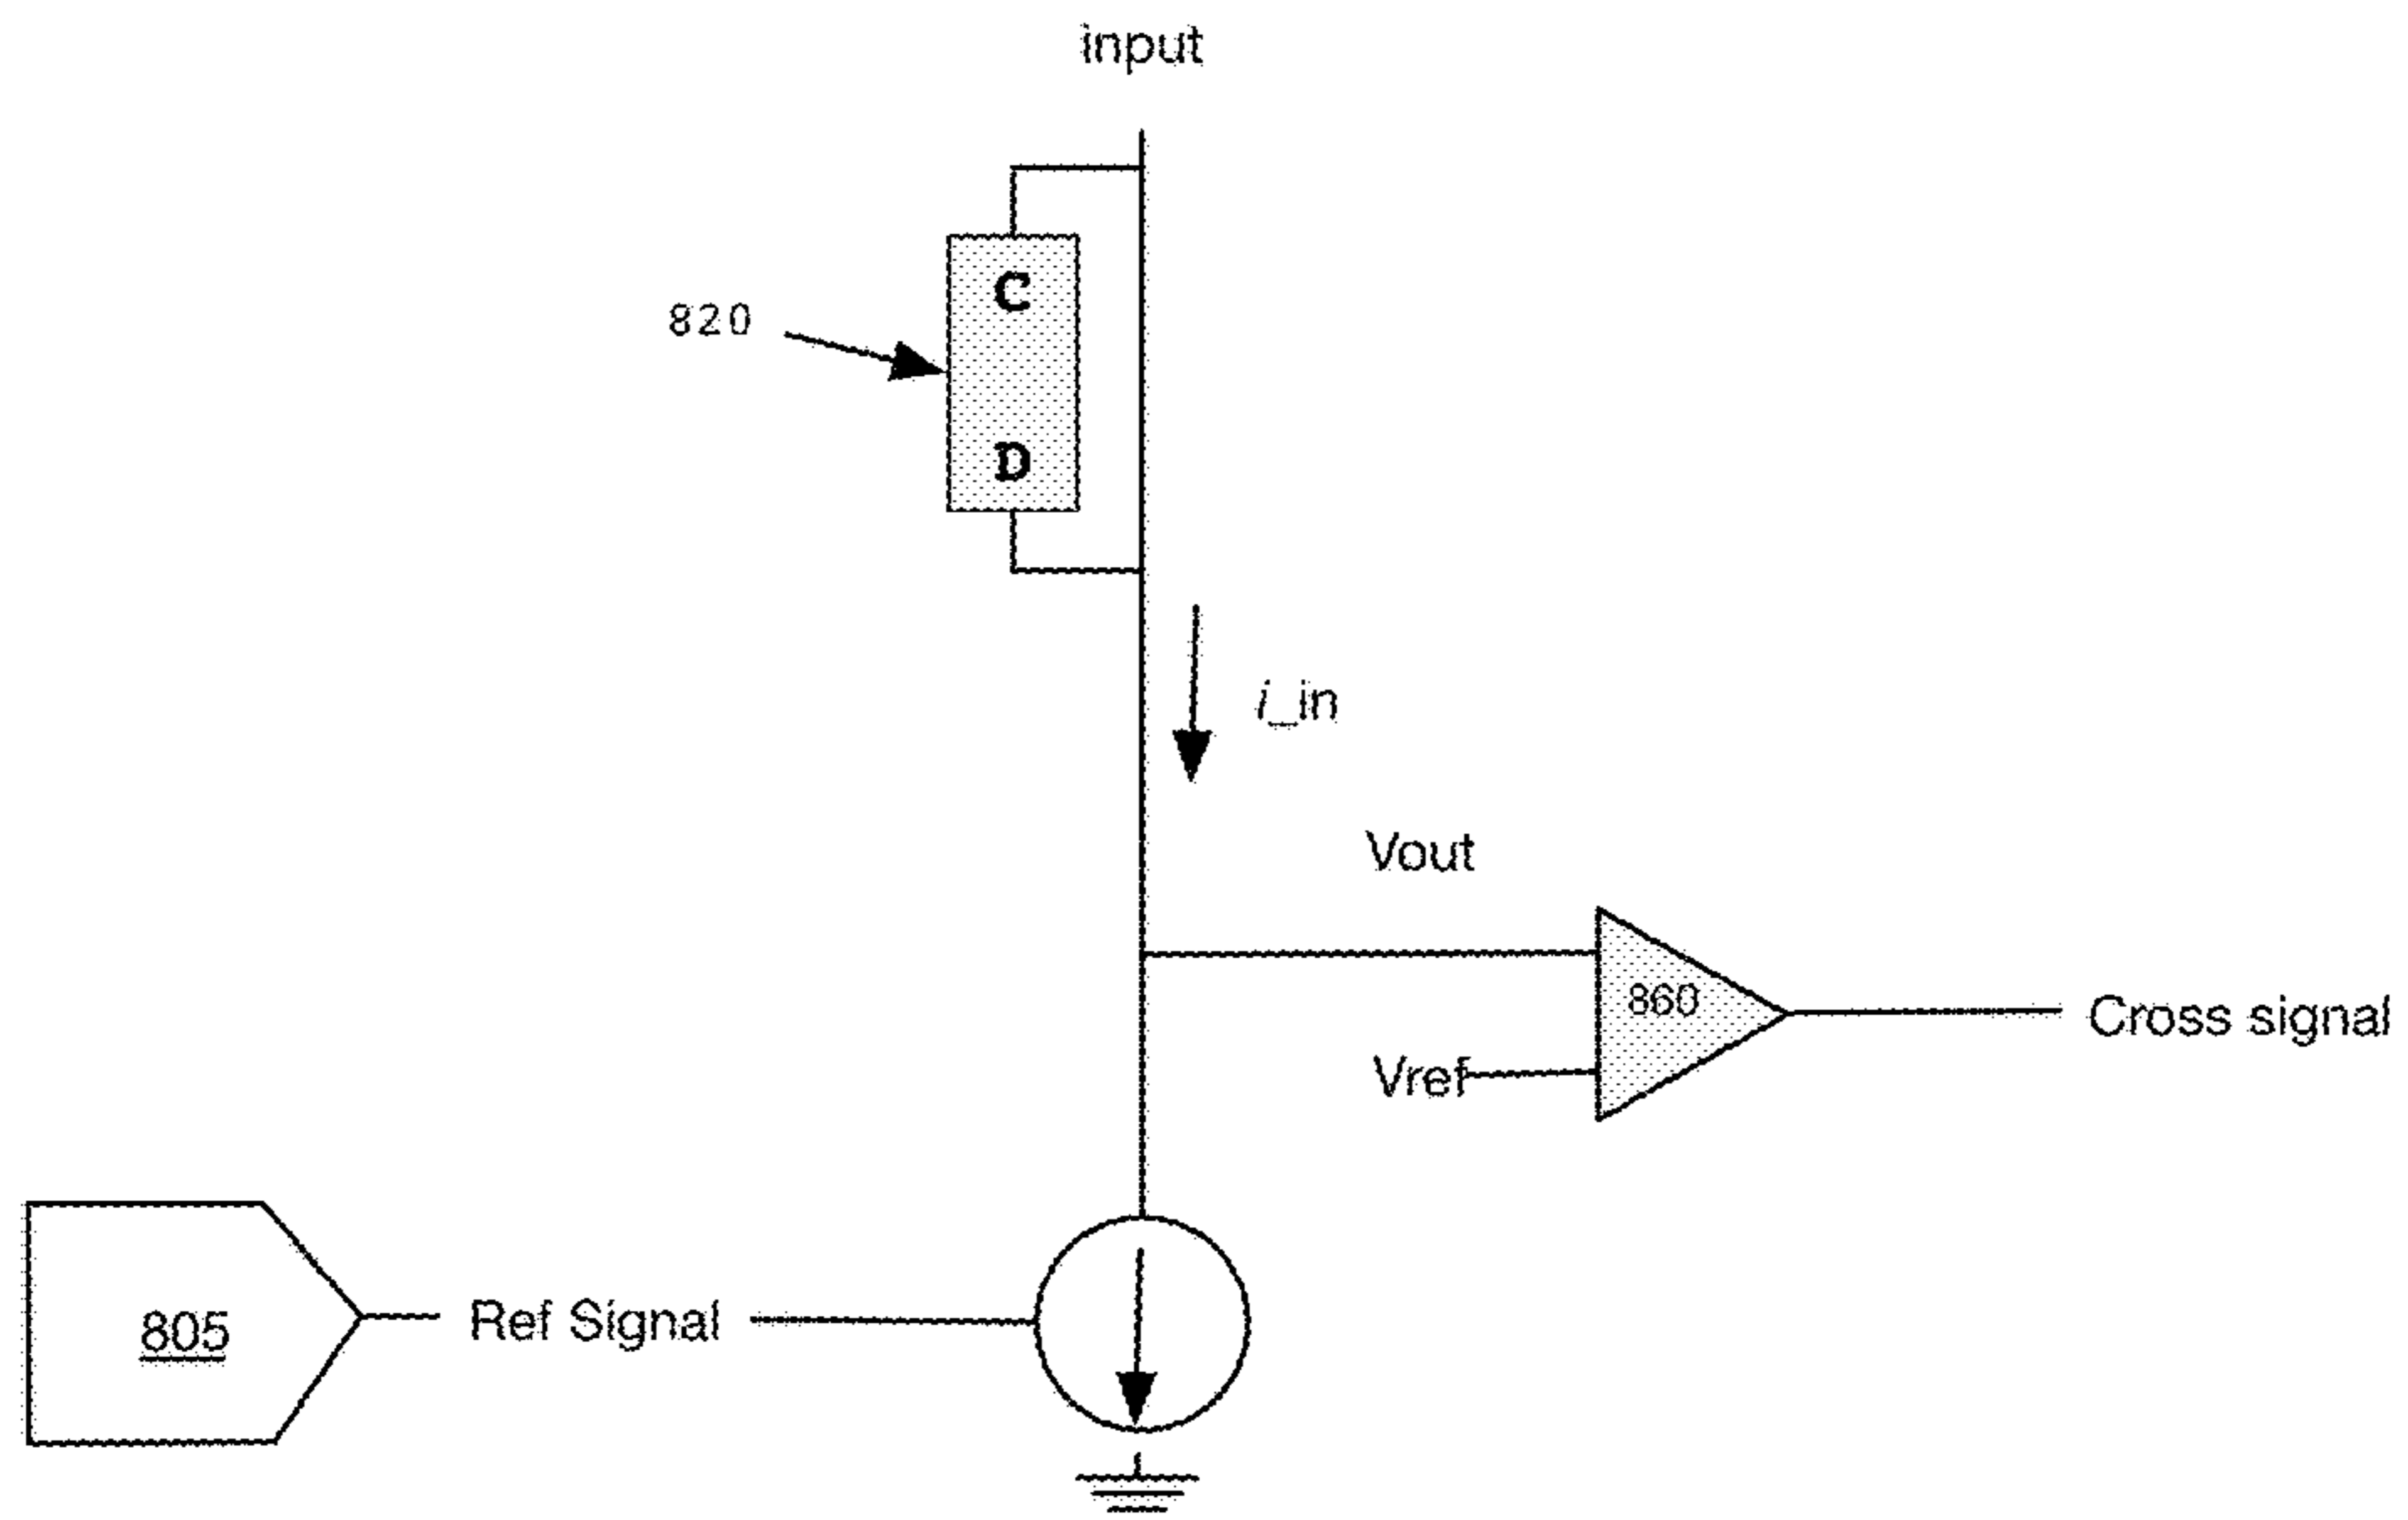 input
C
820
D
i_in
Vout
860
Cross signal
Vref
805
Ref Signal